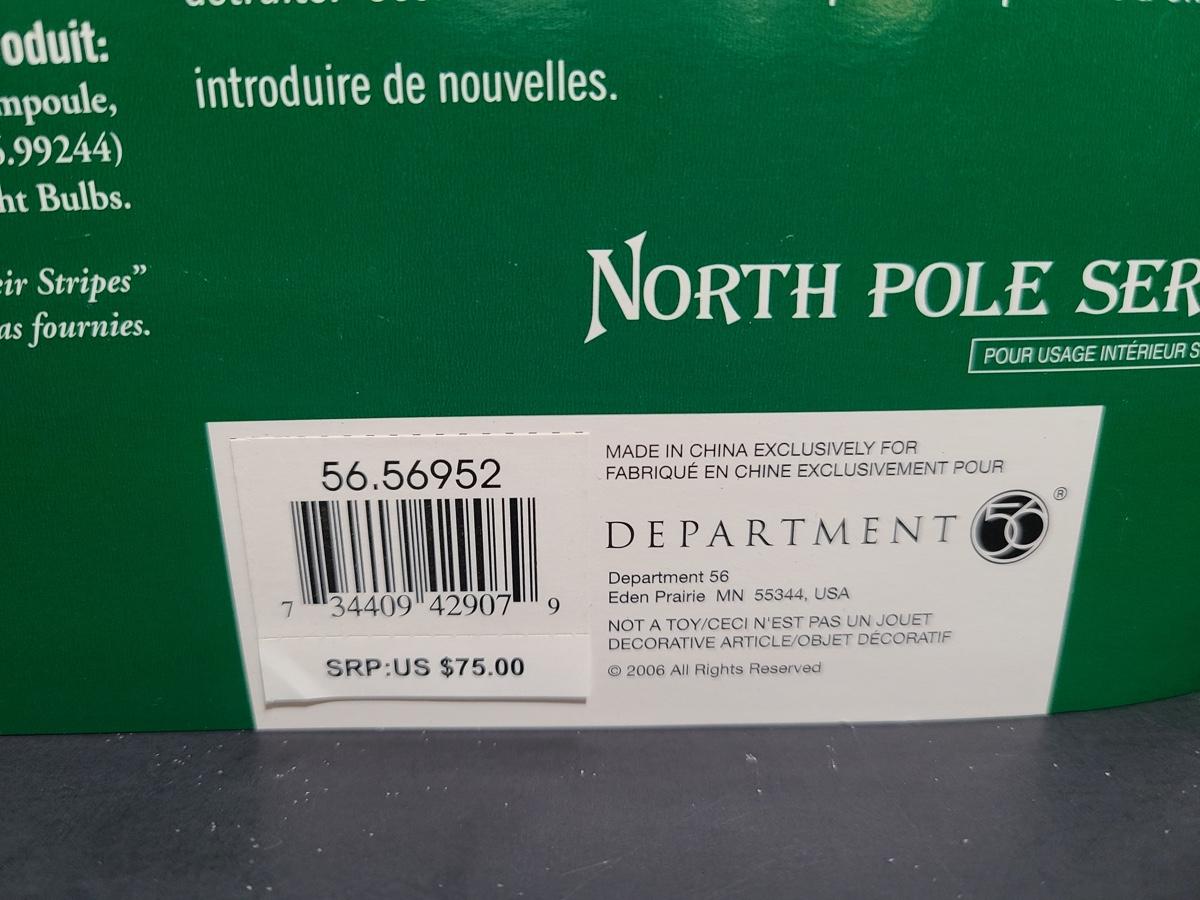 oduit:
introduire de nouvelles.
mpoule,
.99244)
ht Bulbs.
eir Stripes”
as fournies.
NORTH POLE SER
POUR USAGE INTÉRIEUR S
56.56952
7 34409 42907 9
SRP:US $75.00
MADE IN CHINA EXCLUSIVELY FOR
FABRIQUÉ EN CHINE EXCLUSIVEMENT POUR
DEPARTMENT 56 ®
Department 56
Eden Prairie MN 55344, USA
NOT A TOY/CECI N'EST PAS UN JOUET
DECORATIVE ARTICLE/OBJET DÉCORATIF
© 2006 All Rights Reserved